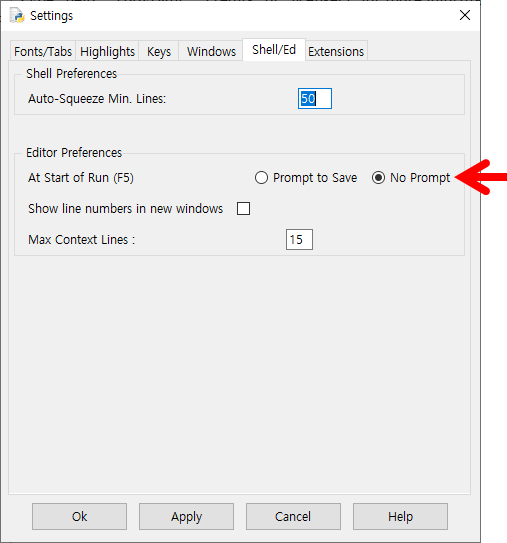 Settings
Fonts/Tabs Highlights Keys Windows Shell/Ed Extensions
Shell Preferences
Auto-Squeeze Min. Lines: 50
Editor Preferences
At Start of Run (F5) Prompt to Save No Prompt
Show line numbers in new windows
Max Context Lines : 15
Ok Apply Cancel Help